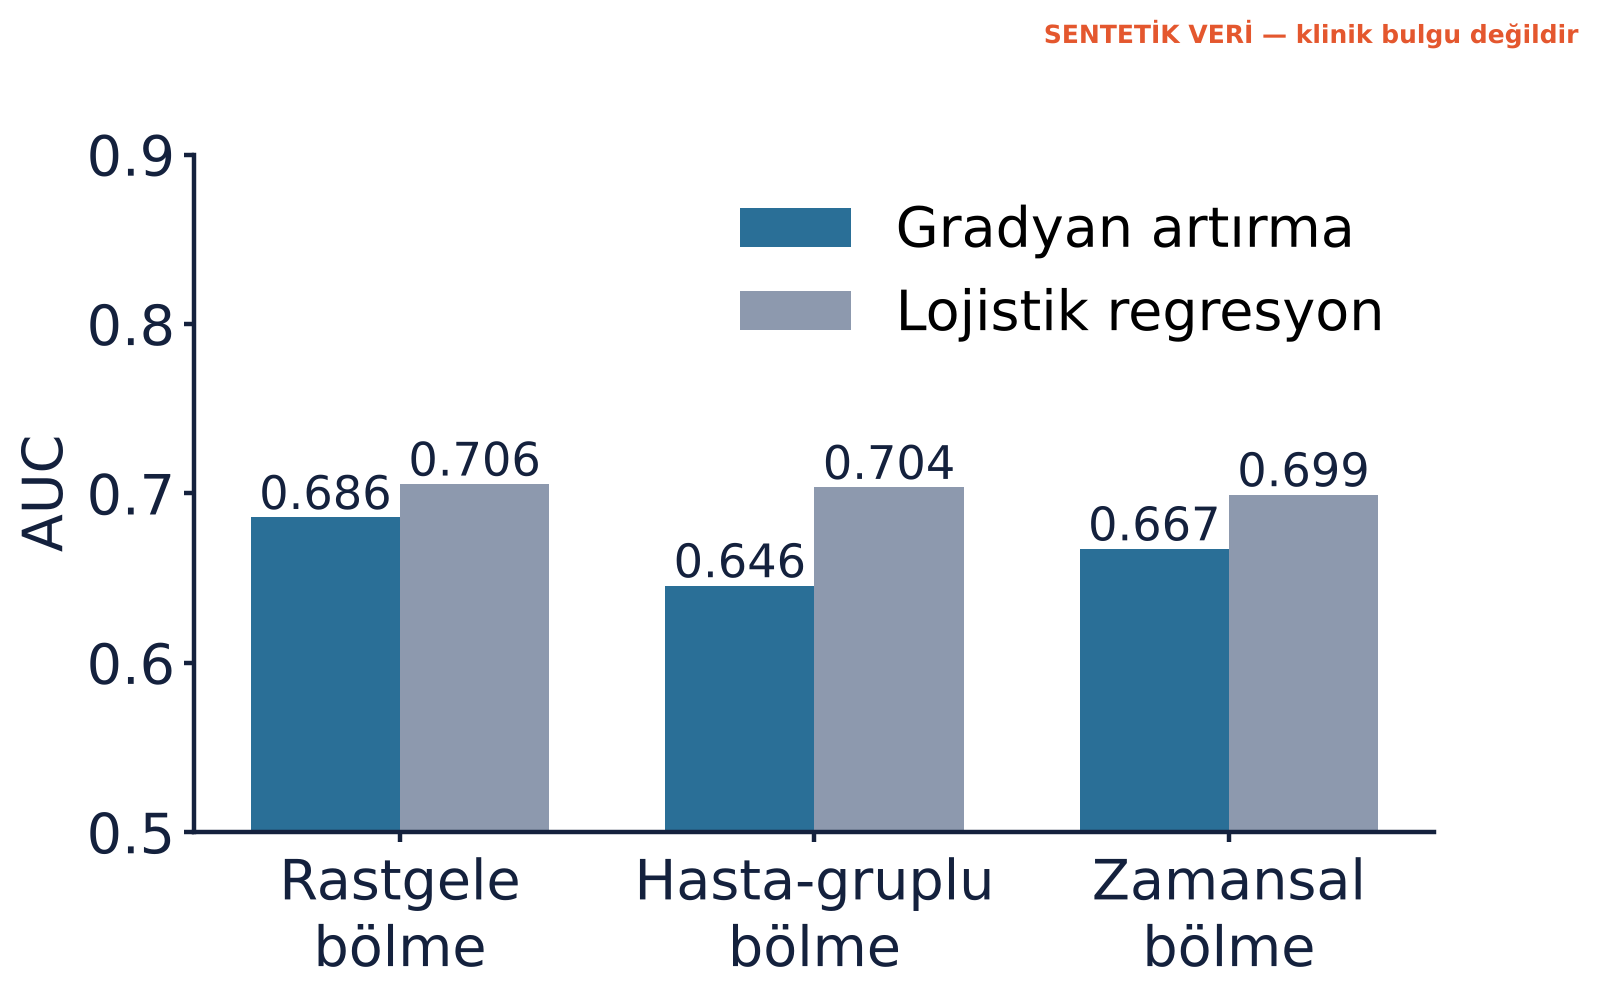 SENTETİK VERİ — klinik bulgu değildir
0.9
0.8
0.7
0.6
0.5
AUC
Gradyan artırma
Lojistik regresyon
0.686
0.706
0.646
0.704
0.667
0.699
Rastgele
bölme
Hasta-gruplu
bölme
Zamansal
bölme